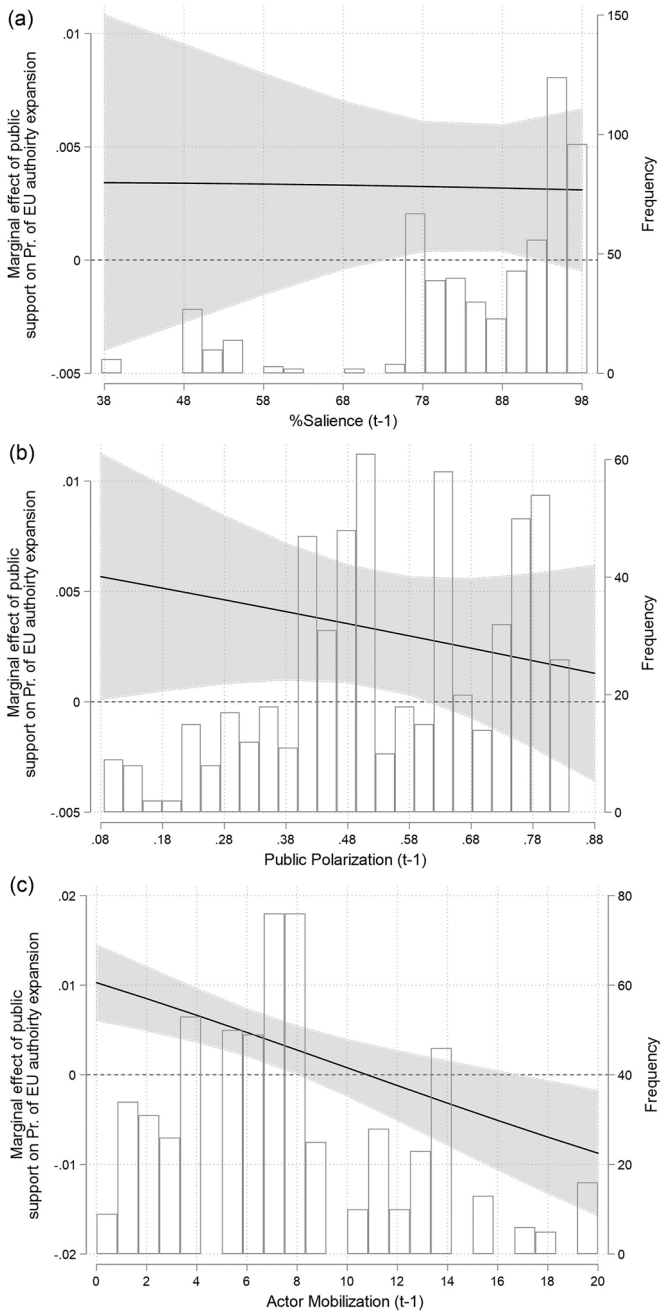 (a)
Marginal effect of public
support on Pr. of EU authoirty expansion
.01
.005
0
-.005
150
100
50
0
Frequency
38 48 58 68 78 88 98
%Salience (t-1)
(b)
Marginal effect of public
support on Pr. of EU authoirty expansion
.01
.005
0
-.005
60
40
20
0
Frequency
.08 .18 .28 .38 .48 .58 .68 .78 .88
Public Polarization (t-1)
(c)
Marginal effect of public
support on Pr. of EU authoirty expansion
.02
.01
0
-.01
-.02
80
60
40
20
0
Frequency
0 2 4 6 8 10 12 14 16 18 20
Actor Mobilization (t-1)